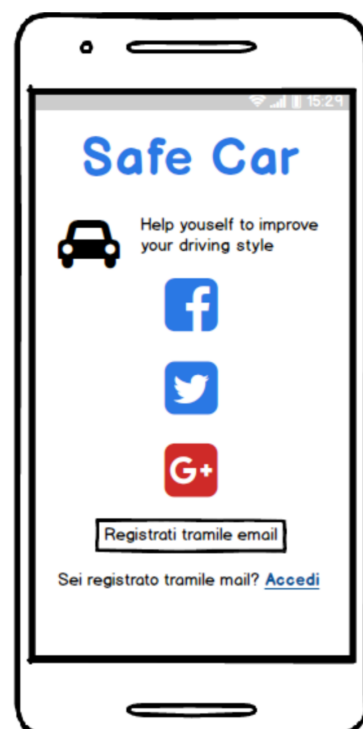 15:29
Safe Car
Help youself to improve
your driving style
G+
Registrati tramile email
Sei registrato tramile mail? Accedi